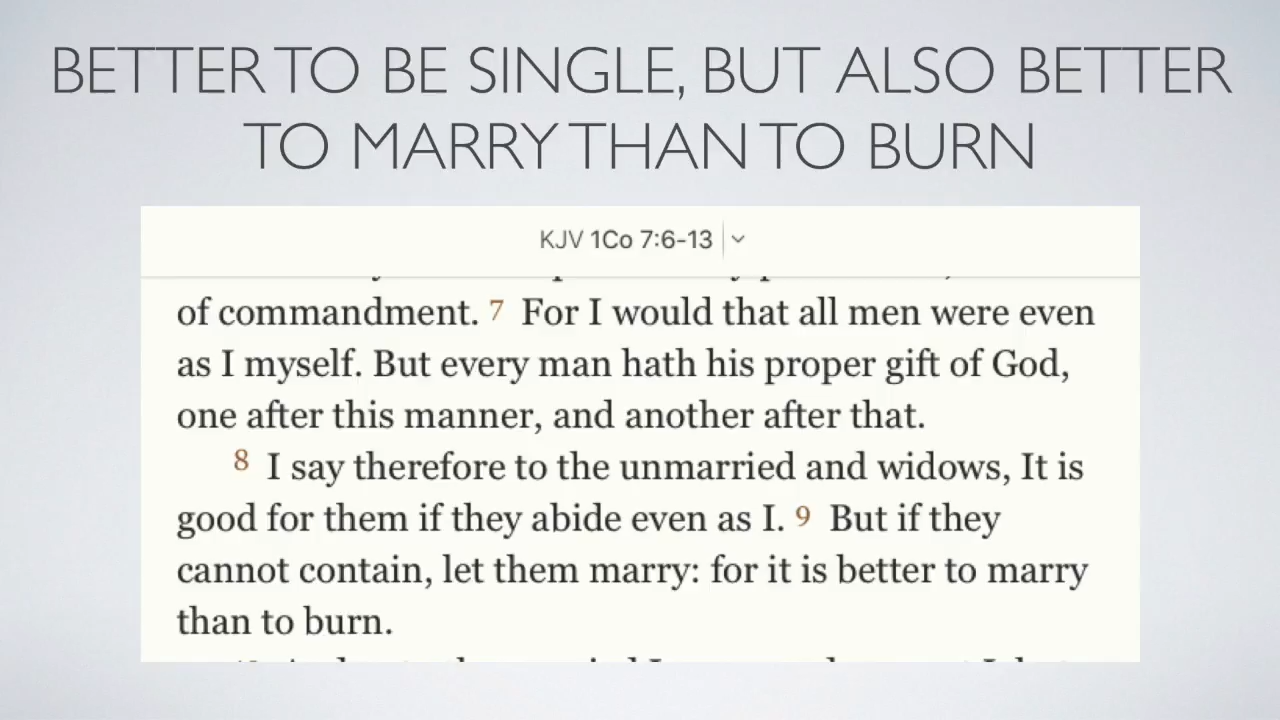 BETTER TO BE SINGLE, BUT ALSO BETTER
TO MARRY THAN TO BURN
KJV 1Co 7:6-13
of commandment. 7 For I would that all men were even
as I myself. But every man hath his proper gift of God,
one after this manner, and another after that.
8 I say therefore to the unmarried and widows, It is
good for them if they abide even as I. 9 But if they
cannot contain, let them marry: for it is better to marry
than to burn.